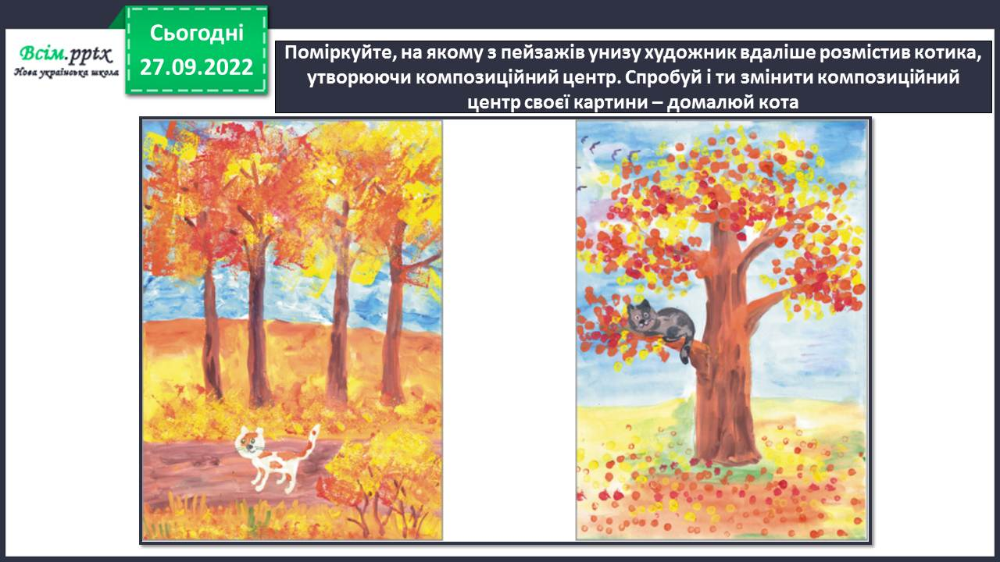 Всім.pptx
Нова українська школа
Сьогодні
27.09.2022
Поміркуйте, на якому з пейзажів унизу художник вдаліше розмістив котика,
утворюючи композиційний центр. Спробуй і ти змінити композиційний
центр своєї картини – домалюй кота